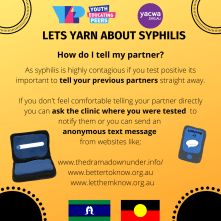 YEP
YOUTH
EDUCATING
PEERS
yacwa
LETS YARN ABOUT SYPHILIS
How do I tell my partner?
As syphilis is highly contagious if you test positive its
important to tell your previous partners straight away.
If you don't feel comfortable telling your partner directly
you can ask the clinic where you were tested to
notify them or you can send an
anonymous text message
from websites like;
www.thedramadownunder.info/
www.bettertoknow.org.au
www.letthemknow.org.au